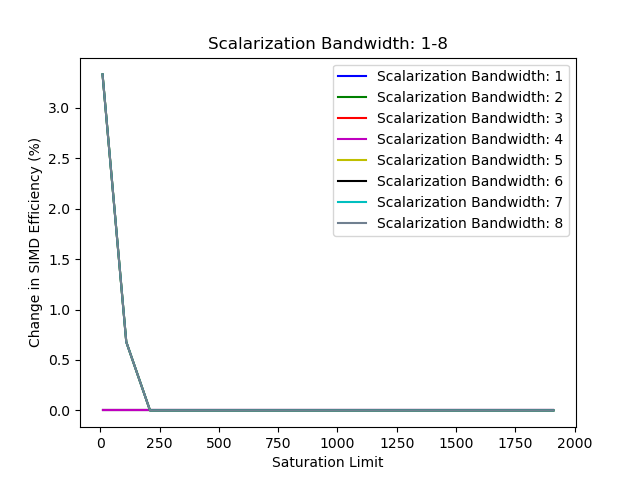 Scalarization Bandwidth: 1-8
Scalarization Bandwidth: 1
Scalarization Bandwidth: 2
Scalarization Bandwidth: 3
Scalarization Bandwidth: 4
Scalarization Bandwidth: 5
Scalarization Bandwidth: 6
Scalarization Bandwidth: 7
Scalarization Bandwidth: 8
Change in SIMD Efficiency (%)
3.0
2.5
2.0
1.5
1.0
0.5
0.0
0 250 500 750 1000 1250 1500 1750 2000
Saturation Limit